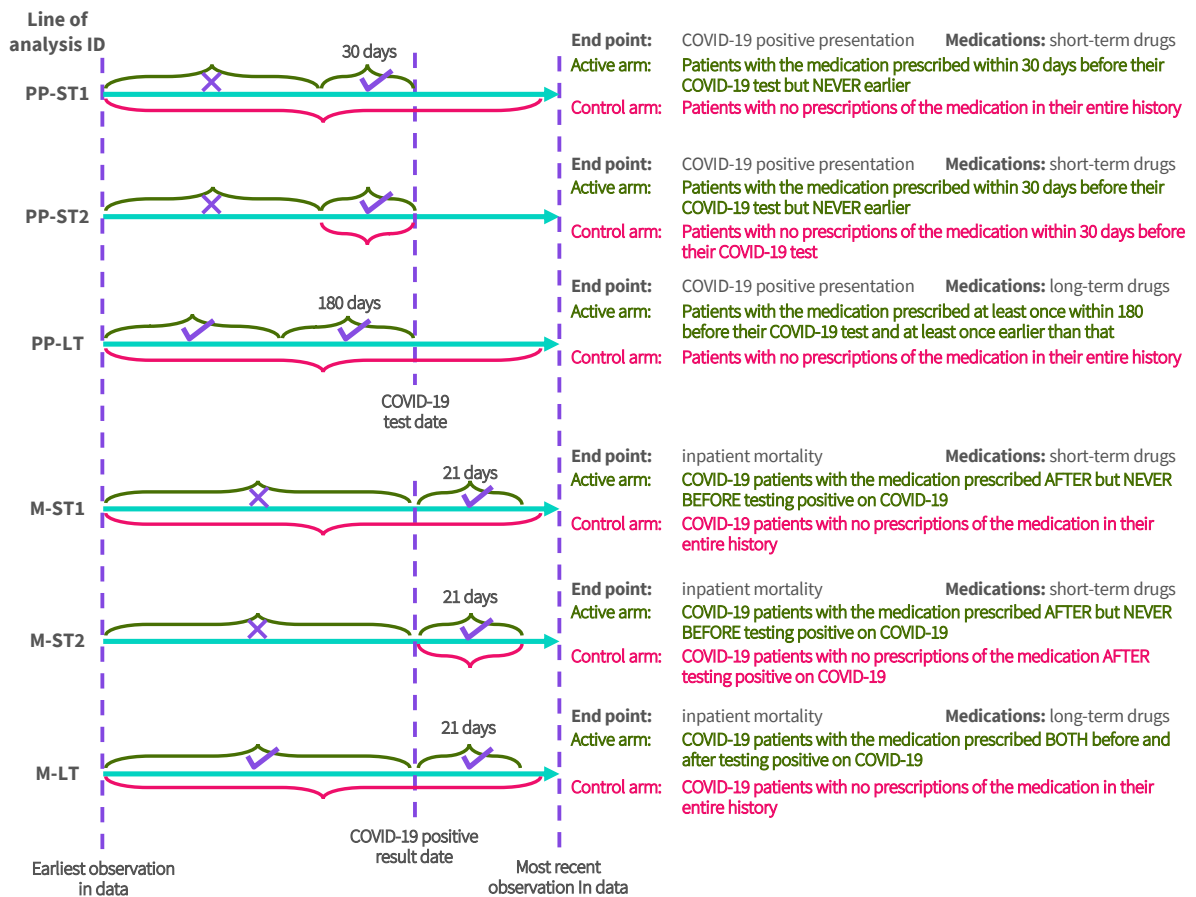 Line of
analysis ID
30 days
PP-ST1
End point: COVID-19 positive presentation Medications: short-term drugs
Active arm: Patients with the medication prescribed within 30 days before their
COVID-19 test but NEVER earlier
Control arm: Patients with no prescriptions of the medication in their entire history
PP-ST2
End point: COVID-19 positive presentation Medications: short-term drugs
Active arm: Patients with the medication prescribed within 30 days before their
COVID-19 test but NEVER earlier
Control arm: Patients with no prescriptions of the medication within 30 days before
their COVID-19 test
180 days
PP-LT
End point: COVID-19 positive presentation Medications: long-term drugs
Active arm: Patients with the medication prescribed at least once within 180
before their COVID-19 test and at least once earlier than that
Control arm: Patients with no prescriptions of the medication in their entire history
COVID-19
test date
21 days
M-ST1
End point: inpatient mortality Medications: short-term drugs
Active arm: COVID-19 patients with the medication prescribed AFTER but NEVER
BEFORE testing positive on COVID-19
Control arm: COVID-19 patients with no prescriptions of the medication in their
entire history
21 days
M-ST2
End point: inpatient mortality Medications: short-term drugs
Active arm: COVID-19 patients with the medication prescribed AFTER but NEVER
BEFORE testing positive on COVID-19
Control arm: COVID-19 patients with no prescriptions of the medication AFTER
testing positive on COVID-19
21 days
M-LT
End point: inpatient mortality Medications: long-term drugs
Active arm: COVID-19 patients with the medication prescribed BOTH before and
after testing positive on COVID-19
Control arm: COVID-19 patients with no prescriptions of the medication in their
entire history
COVID-19 positive
result date
Earliest observation
in data
Most recent
observation In data